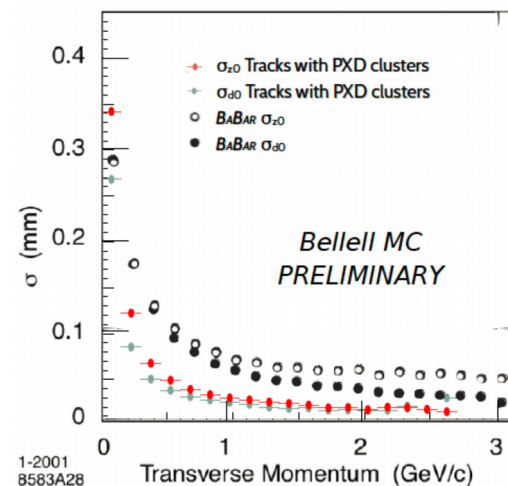 0.4
σz0 Tracks with PXD clusters
σd0 Tracks with PXD clusters
BABAR σz0
BABAR σd0
0.3
σ (mm)
0.2
BelleII MC
PRELIMINARY
0.1
0
0 1 2 3
1-2001
8583A28
Transverse Momentum (GeV/c)